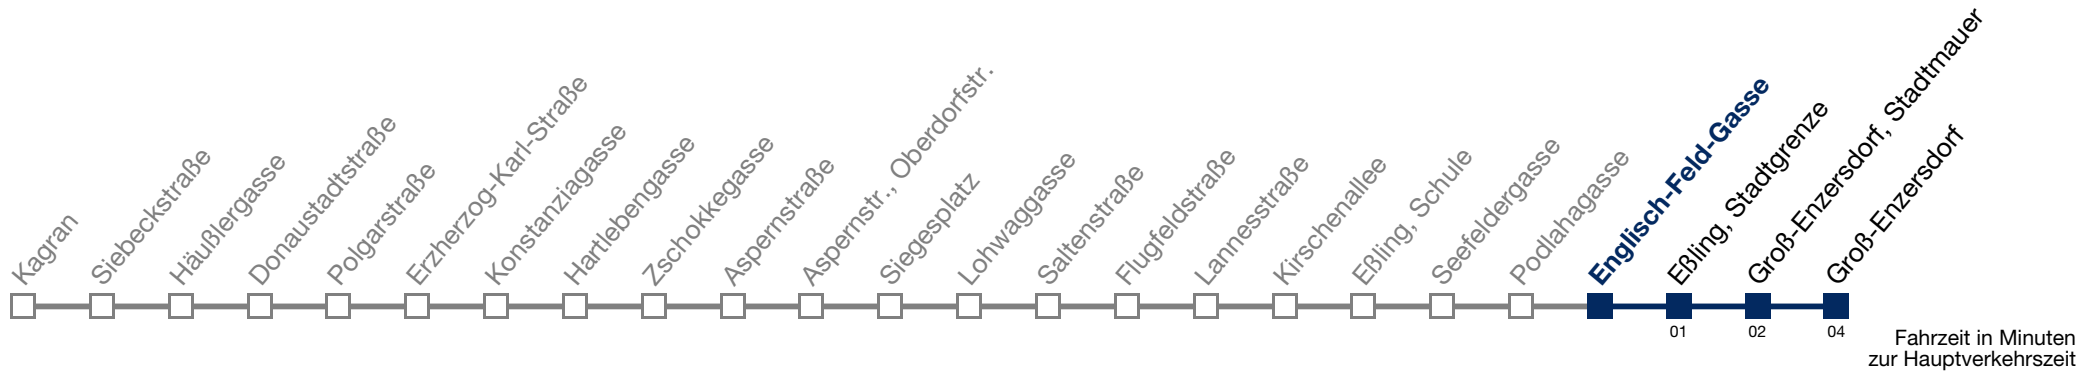 Kagran
Siebeckstraße
Häußlergasse
Donaustadtstraße
Polgarstraße
Erzherzog-Karl-Straße
Konstanziagasse
Hartlebengasse
Zschokkegasse
Aspernstraße
Aspernstr., Oberdorfstr.
Siegesplatz
Lohwaggasse
Saltenstraße
Flugfeldstraße
Lannesstraße
Kirschenallee
Eßling, Schule
Seefeldergasse
Podlahagasse
Englisch-Feld-Gasse
Eßling, Stadtgrenze
Groß-Enzersdorf, Stadtmauer
Groß-Enzersdorf
01
02
04
Fahrzeit in Minuten
zur Hauptverkehrszeit